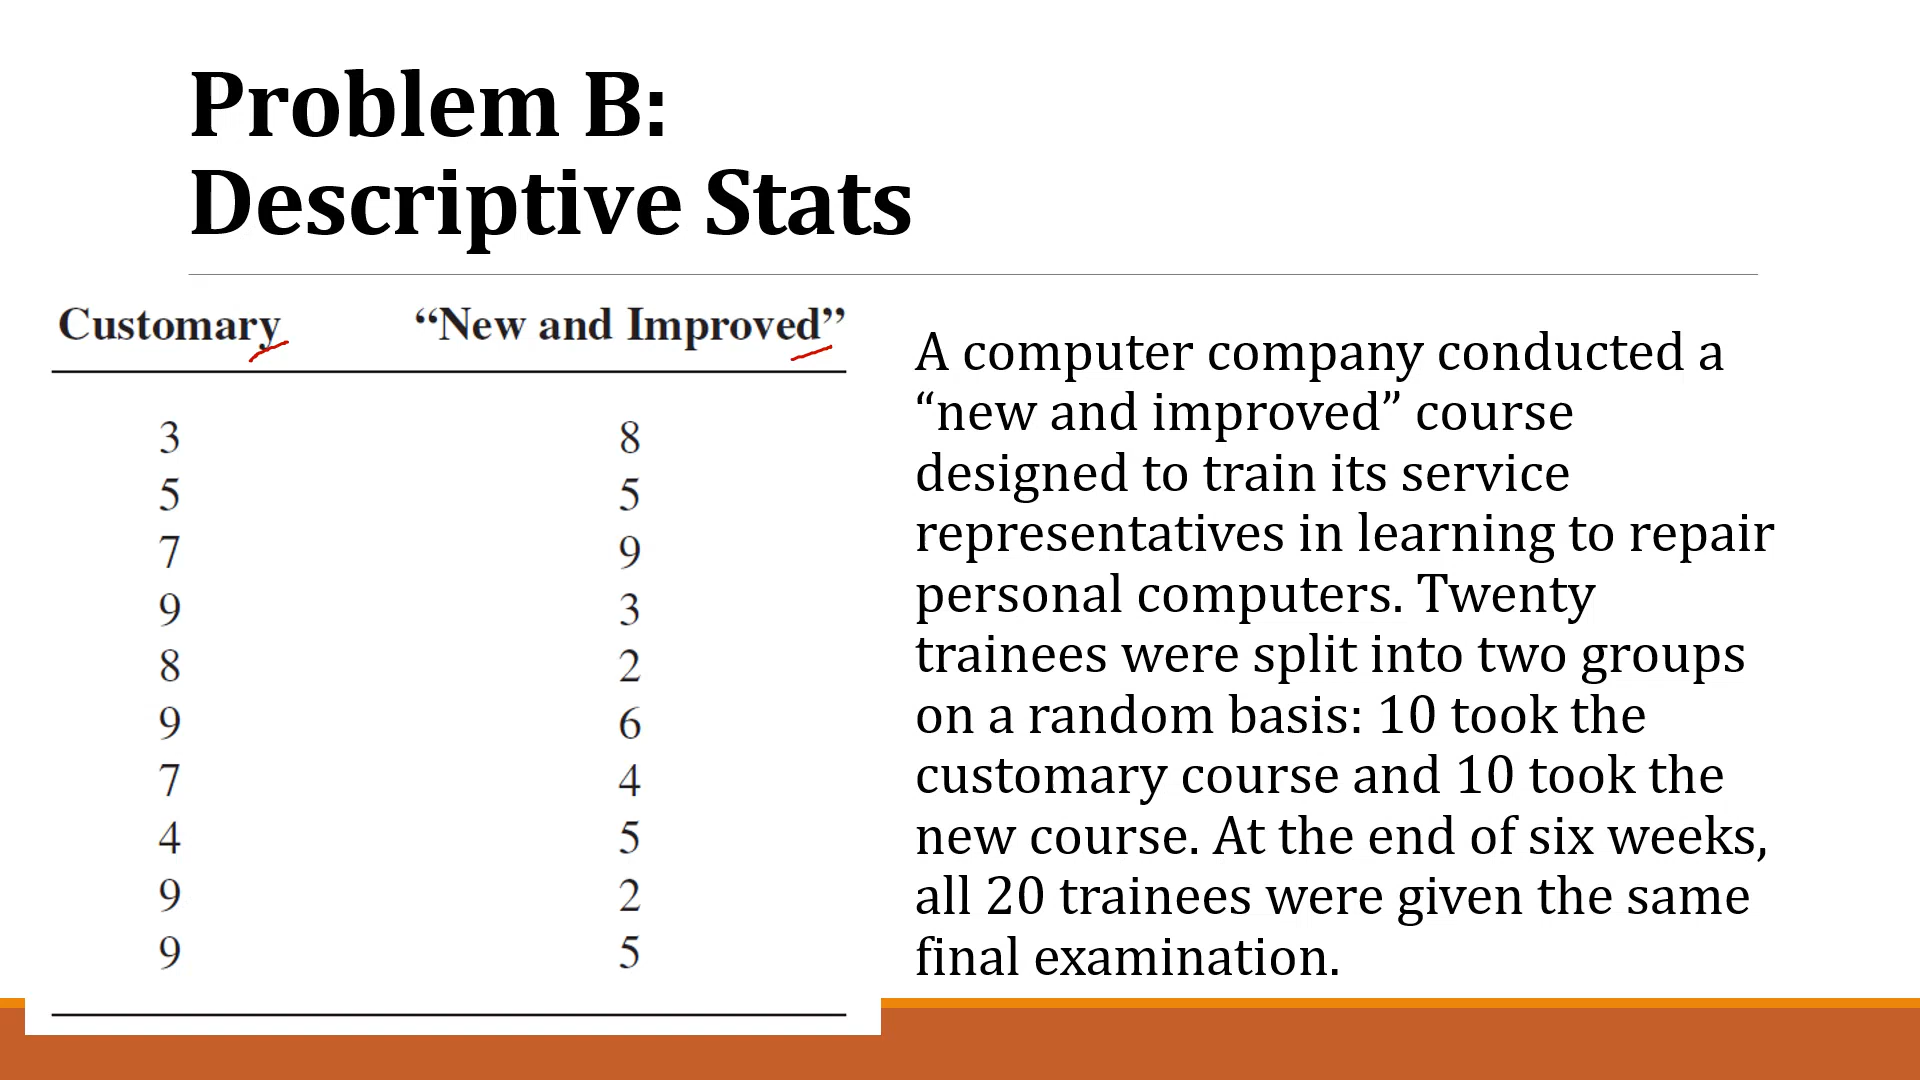 Problem B:
Descriptive Stats
Customary “New and Improved”
3 8
5 5
7 9
9 3
8 2
9 6
7 4
4 5
9 2
9 5
A computer company conducted a
“new and improved” course
designed to train its service
representatives in learning to repair
personal computers. Twenty
trainees were split into two groups
on a random basis: 10 took the
customary course and 10 took the
new course. At the end of six weeks,
all 20 trainees were given the same
final examination.